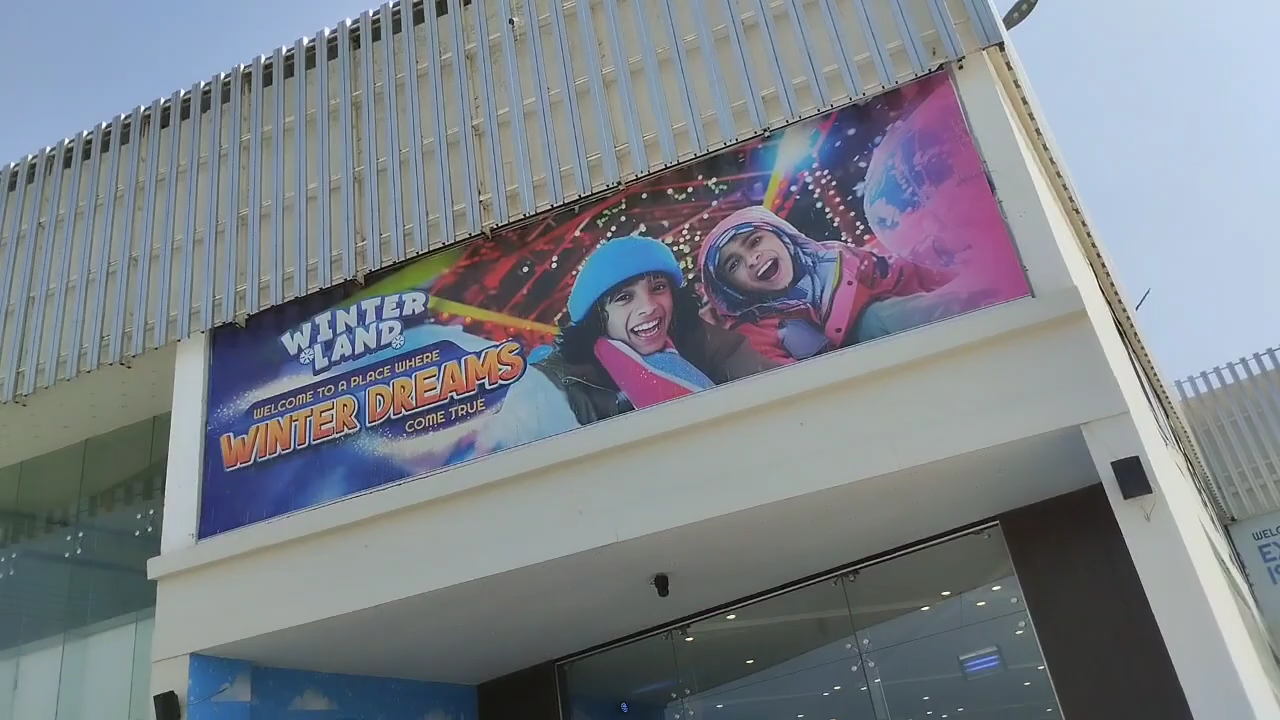 WINTER
LAND
WELCOME TO A PLACE WHERE
WINTER DREAMS
COME TRUE